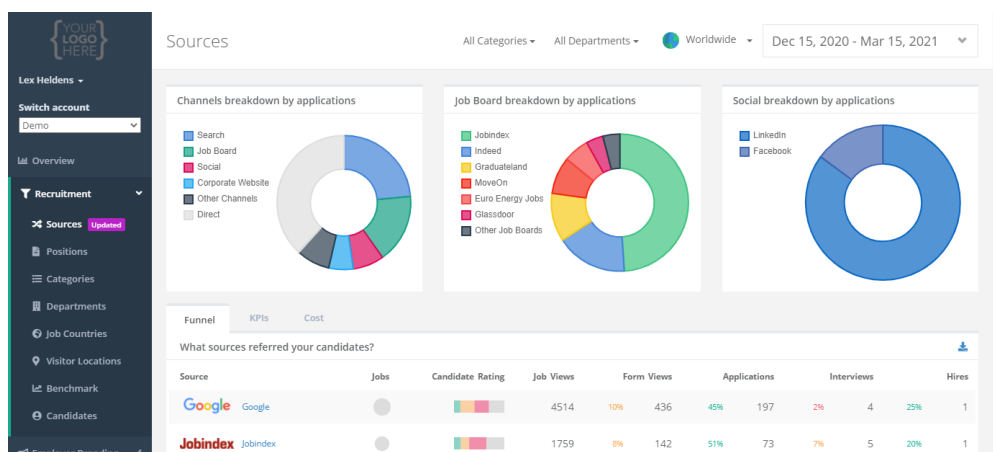 YOUR
LOGO
HERE
Lex Heldens
Switch account
Demo
Overview
Recruitment
Sources Updated
Positions
Categories
Departments
Job Countries
Visitor Locations
Benchmark
Candidates
Sources
All Categories All Departments Worldwide Dec 15, 2020 - Mar 15, 2021
Channels breakdown by applications
Search
Job Board
Social
Corporate Website
Other Channels
Direct
Job Board breakdown by applications
Jobindex
Indeed
Graduateland
MoveOn
Euro Energy Jobs
Glassdoor
Other Job Boards
Social breakdown by applications
LinkedIn
Facebook
Funnel KPIs Cost
What sources referred your candidates?
Source Jobs Candidate Rating Job Views Form Views Applications Interviews Hires
Google Google 4514 10% 436 45% 197 2% 4 25% 1
Jobindex Jobindex 1759 8% 142 51% 73 7% 5 20% 1